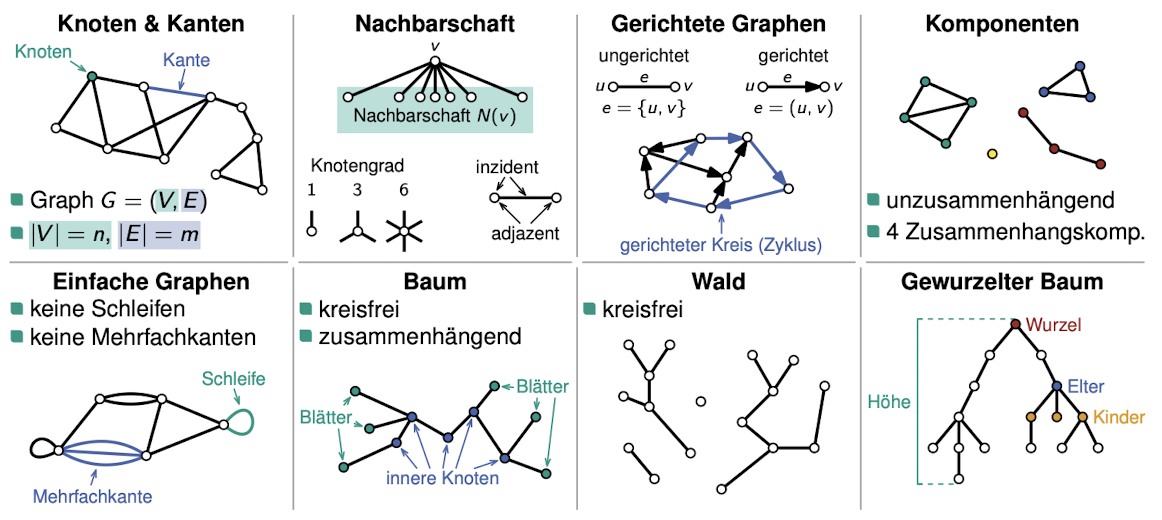 Knoten & Kanten
Knoten
Kante
Graph G = (V, E)
|V| = n, |E| = m
Nachbarschaft
v
Nachbarschaft N(v)
Knotengrad
1 3 6
inzident
adjazent
Gerichtete Graphen
ungerichtet gerichtet
u e v u e v
e = {u, v} e = (u, v)
gerichteter Kreis (Zyklus)
Komponenten
unzusammenhängend
4 Zusammenhangskomp.
Einfache Graphen
keine Schleifen
keine Mehrfachkanten
Schleife
Mehrfachkante
Baum
kreisfrei
zusammenhängend
Blätter
Blätter
innere Knoten
Wald
kreisfrei
Gewurzelter Baum
Wurzel
Elter
Höhe
Kinder